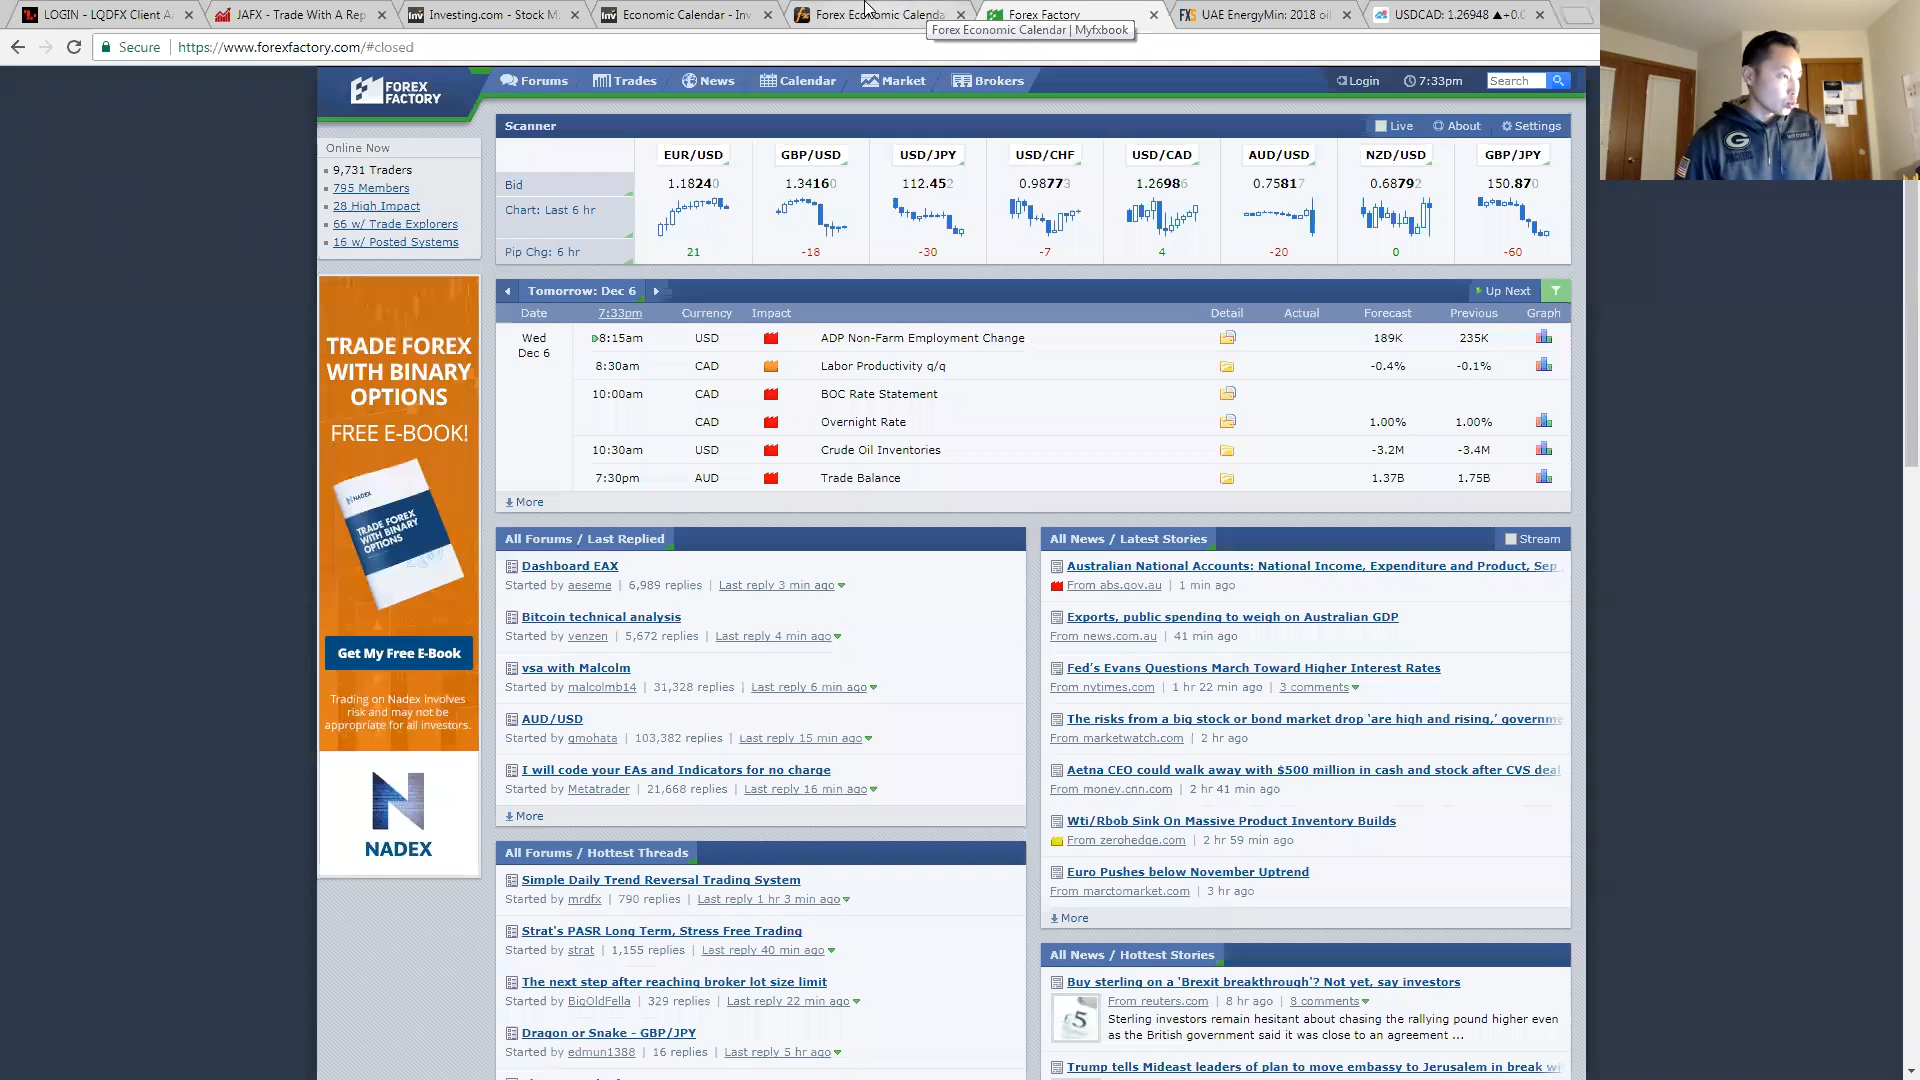 LOGIN - LQDFX Client A
JAFX - Trade With A Rep
Investing.com - Stock M
Economic Calendar - Inv
Forex Economic Calenda
Forex Factory
UAE EnergyMin: 2018 oil
USDCAD: 1.26948 ▲+0.
Forex Economic Calendar | Myfxbook
Secure https://www.forexfactory.com/#closed
FOREX FACTORY
Forums Trades News Calendar Market Brokers Login 7:33pm Search
Online Now
9,731 Traders
795 Members
28 High Impact
66 w/ Trade Explorers
16 w/ Posted Systems
TRADE FOREX
WITH BINARY
OPTIONS
FREE E-BOOK!
NADEX
TRADE FOREX
WITH BINARY
OPTIONS
Get My Free E-Book
Trading on Nadex involves
risk and may not be
appropriate for all investors.
NADEX
Scanner Live About Settings
EUR/USD GBP/USD USD/JPY USD/CHF USD/CAD AUD/USD NZD/USD GBP/JPY
Bid 1.18240 1.34160 112.452 0.98773 1.26986 0.75817 0.68792 150.870
Chart: Last 6 hr
Pip Chg: 6 hr 21 -18 -30 -7 4 -20 0 -60
Tomorrow: Dec 6 Up Next
Date 7:33pm Currency Impact Detail Actual Forecast Previous Graph
Wed
Dec 6
8:15am USD ADP Non-Farm Employment Change 189K 235K
8:30am CAD Labor Productivity q/q -0.4% -0.1%
10:00am CAD BOC Rate Statement
CAD Overnight Rate 1.00% 1.00%
10:30am USD Crude Oil Inventories -3.2M -3.4M
7:30pm AUD Trade Balance 1.37B 1.75B
More
All Forums / Last Replied
Dashboard EAX
Started by aeseme | 6,989 replies | Last reply 3 min ago
Bitcoin technical analysis
Started by venzen | 5,672 replies | Last reply 4 min ago
vsa with Malcolm
Started by malcolmb14 | 31,328 replies | Last reply 6 min ago
AUD/USD
Started by gmohata | 103,382 replies | Last reply 15 min ago
I will code your EAs and Indicators for no charge
Started by Metatrader | 21,668 replies | Last reply 16 min ago
More
All Forums / Hottest Threads
Simple Daily Trend Reversal Trading System
Started by mrdfx | 790 replies | Last reply 1 hr 3 min ago
Strat's PASR Long Term, Stress Free Trading
Started by strat | 1,155 replies | Last reply 40 min ago
The next step after reaching broker lot size limit
Started by BigOldFella | 329 replies | Last reply 22 min ago
Dragon or Snake - GBP/JPY
Started by edmun1388 | 16 replies | Last reply 5 hr ago
All News / Latest Stories Stream
Australian National Accounts: National Income, Expenditure and Product, Sep
From abs.gov.au | 1 min ago
Exports, public spending to weigh on Australian GDP
From news.com.au | 41 min ago
Fed's Evans Questions March Toward Higher Interest Rates
From nytimes.com | 1 hr 22 min ago | 3 comments
The risks from a big stock or bond market drop 'are high and rising,' governme
From marketwatch.com | 2 hr ago
Aetna CEO could walk away with $500 million in cash and stock after CVS deal
From money.cnn.com | 2 hr 41 min ago
Wti/Rbob Sink On Massive Product Inventory Builds
From zerohedge.com | 2 hr 59 min ago
Euro Pushes below November Uptrend
From marctomarket.com | 3 hr ago
More
All News / Hottest Stories
Buy sterling on a 'Brexit breakthrough'? Not yet, say investors
From reuters.com | 8 hr ago | 8 comments
Sterling investors remain hesitant about chasing the rallying pound higher even
as the British government said it was close to an agreement ...
Trump tells Mideast leaders of plan to move embassy to Jerusalem in break wi